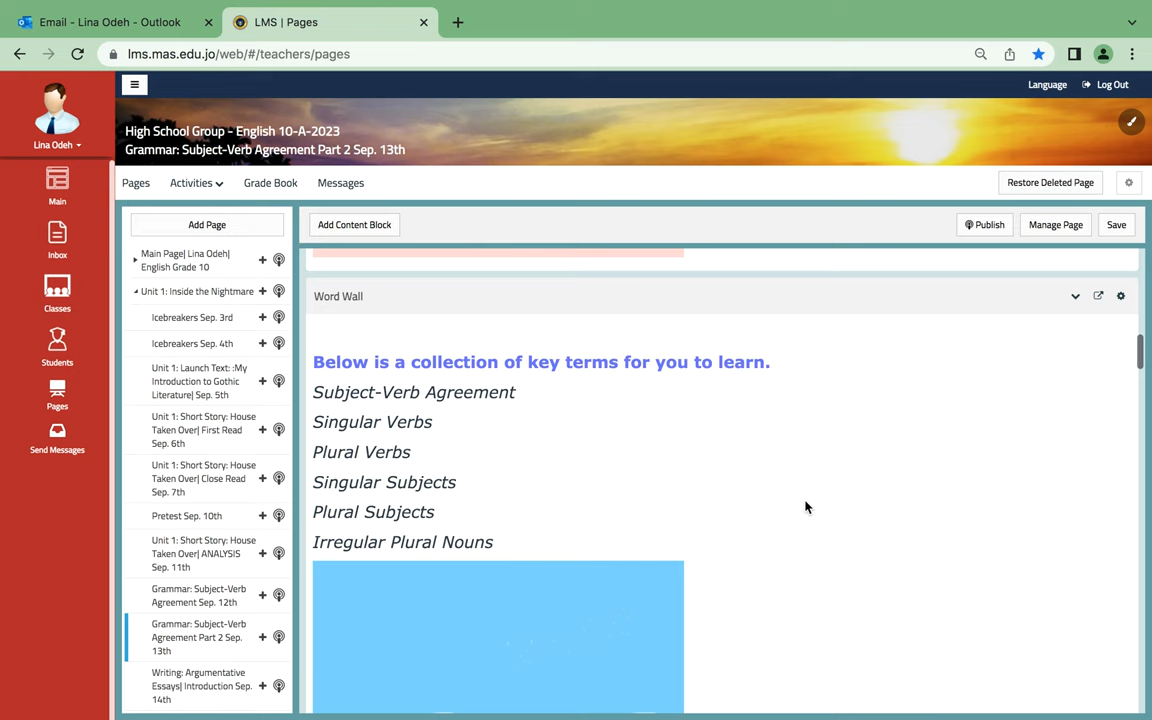 Email - Lina Odeh - Outlook
LMS | Pages
lms.mas.edu.jo/web/#/teachers/pages
Lina Odeh
Main
Inbox
Classes
Students
Pages
Send Messages
Language
Log Out
High School Group - English 10-A-2023
Grammar: Subject-Verb Agreement Part 2 Sep. 13th
Pages
Activities
Grade Book
Messages
Restore Deleted Page
Add Page
Main Page| Lina Odeh|
English Grade 10
Unit 1: Inside the Nightmare
Icebreakers Sep. 3rd
Icebreakers Sep. 4th
Unit 1: Launch Text: :My
Introduction to Gothic
Literature| Sep. 5th
Unit 1: Short Story: House
Taken Over| First Read
Sep. 6th
Unit 1: Short Story: House
Taken Over| Close Read
Sep. 7th
Pretest Sep. 10th
Unit 1: Short Story: House
Taken Over| ANALYSIS
Sep. 11th
Grammar: Subject-Verb
Agreement Sep. 12th
Grammar: Subject-Verb
Agreement Part 2 Sep.
13th
Writing: Argumentative
Essays| Introduction Sep.
14th
Add Content Block
Publish
Manage Page
Save
Word Wall
Below is a collection of key terms for you to learn.
Subject-Verb Agreement
Singular Verbs
Plural Verbs
Singular Subjects
Plural Subjects
Irregular Plural Nouns